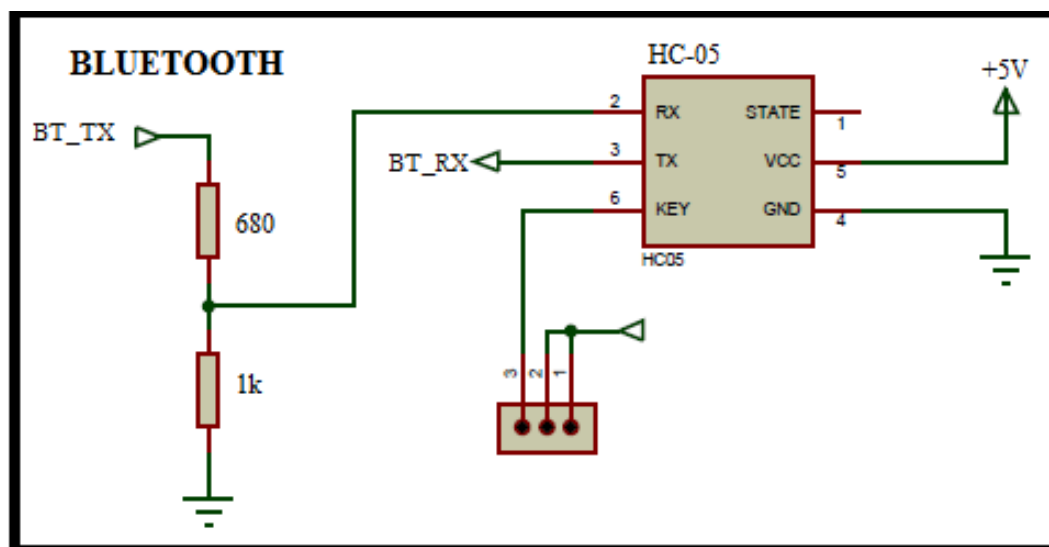 BLUETOOTH
HC-05
+5V
BT_TX
2 RX STATE 1
BT_RX 3 TX VCC 5
6 KEY GND 4
680
HC05
3 2 1
1k